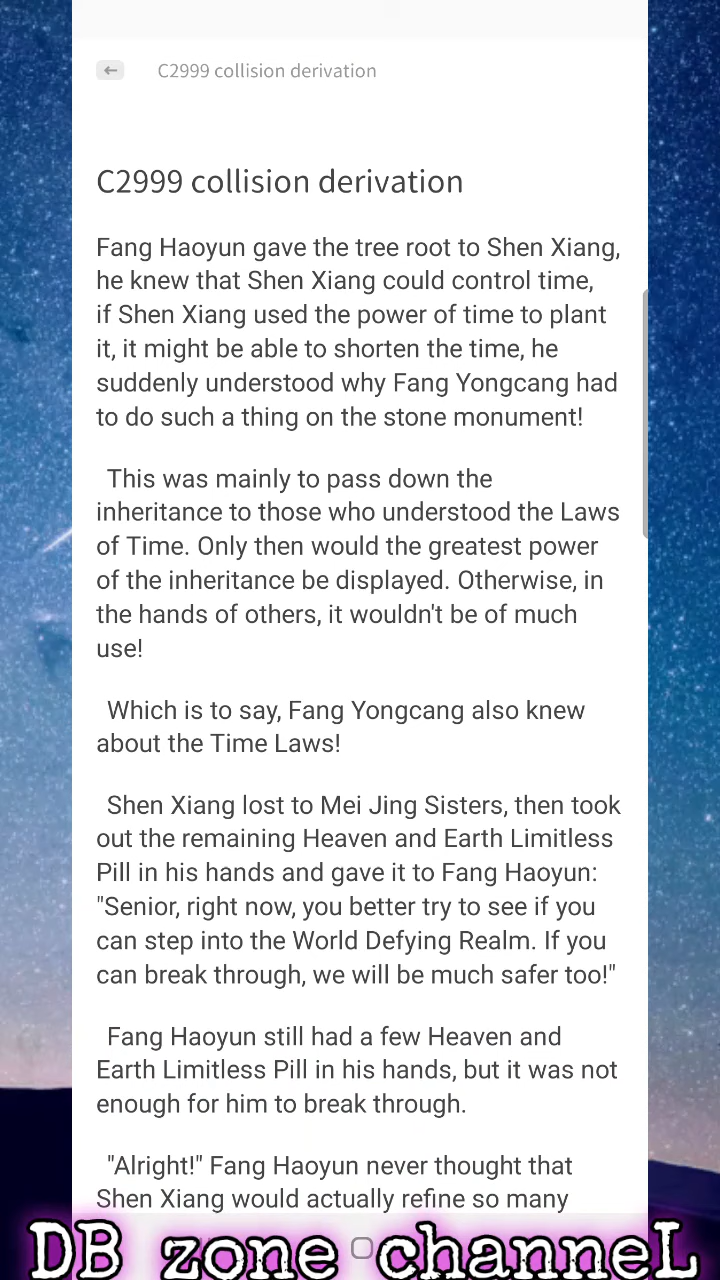 C2999 collision derivation
C2999 collision derivation
Fang Haoyun gave the tree root to Shen Xiang,
he knew that Shen Xiang could control time,
if Shen Xiang used the power of time to plant
it, it might be able to shorten the time, he
suddenly understood why Fang Yongcang had
to do such a thing on the stone monument!
This was mainly to pass down the
inheritance to those who understood the Laws
of Time. Only then would the greatest power
of the inheritance be displayed. Otherwise, in
the hands of others, it wouldn't be of much
use!
Which is to say, Fang Yongcang also knew
about the Time Laws!
Shen Xiang lost to Mei Jing Sisters, then took
out the remaining Heaven and Earth Limitless
Pill in his hands and gave it to Fang Haoyun:
"Senior, right now, you better try to see if you
can step into the World Defying Realm. If you
can break through, we will be much safer too!"
Fang Haoyun still had a few Heaven and
Earth Limitless Pill in his hands, but it was not
enough for him to break through.
"Alright!" Fang Haoyun never thought that
Shen Xiang would actually refine so many
DB zone channeL